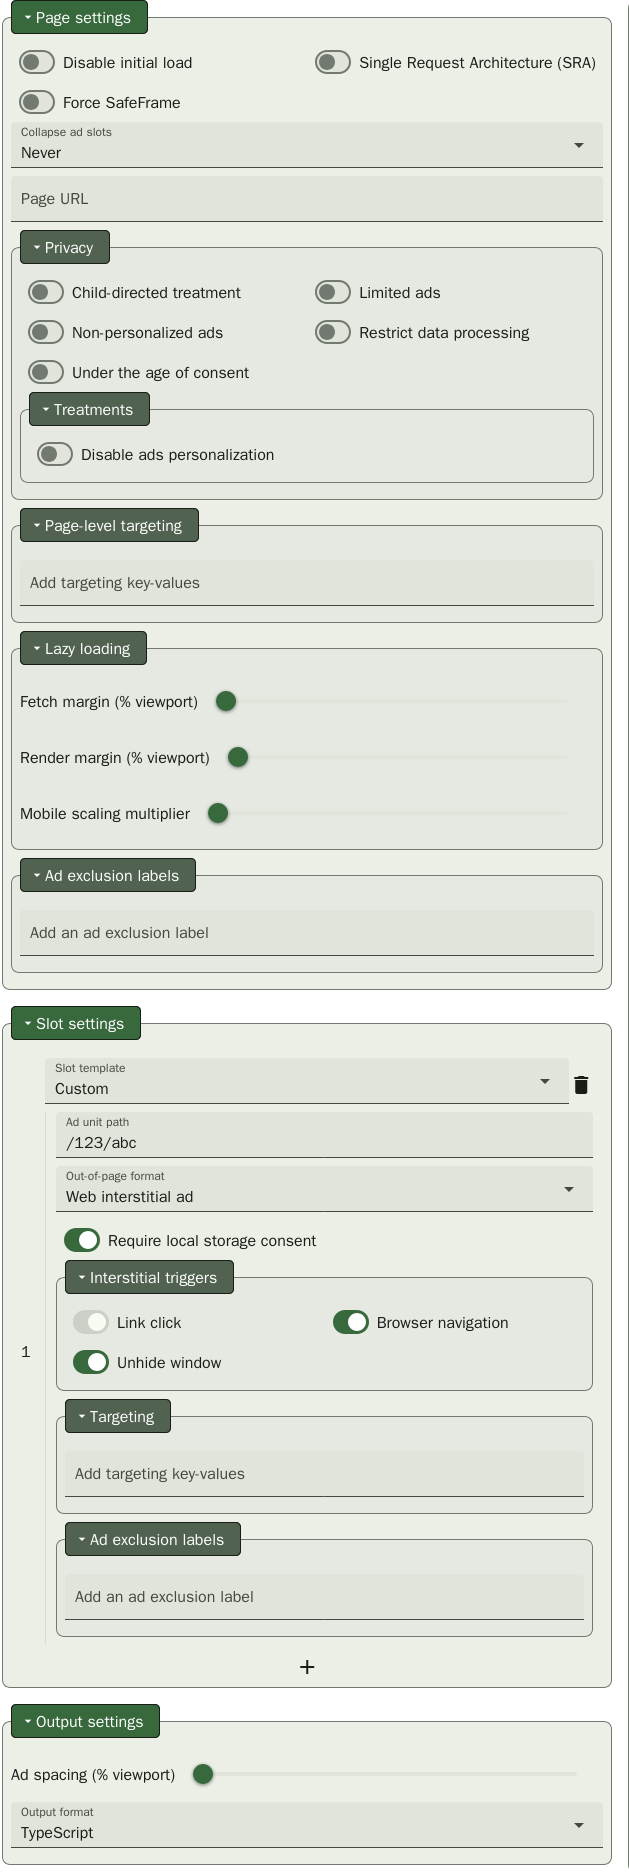 Page settings
Disable initial load
Single Request Architecture (SRA)
Force SafeFrame
Collapse ad slots
Never
Page URL
Privacy
Child-directed treatment
Limited ads
Non-personalized ads
Restrict data processing
Under the age of consent
Treatments
Disable ads personalization
Page-level targeting
Add targeting key-values
Lazy loading
Fetch margin (% viewport)
Render margin (% viewport)
Mobile scaling multiplier
Ad exclusion labels
Add an ad exclusion label
Slot settings
Slot template
Custom
Ad unit path
/123/abc
Out-of-page format
Web interstitial ad
Require local storage consent
Interstitial triggers
Link click
Browser navigation
1
Unhide window
Targeting
Add targeting key-values
Ad exclusion labels
Add an ad exclusion label
+
Output settings
Ad spacing (% viewport)
Output format
TypeScript